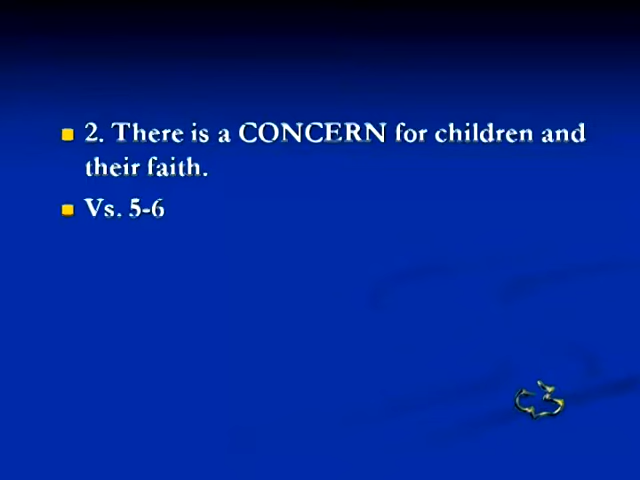 2. There is a CONCERN for children and
their faith.
Vs. 5-6